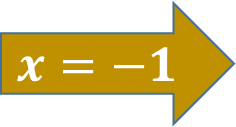 x = −1